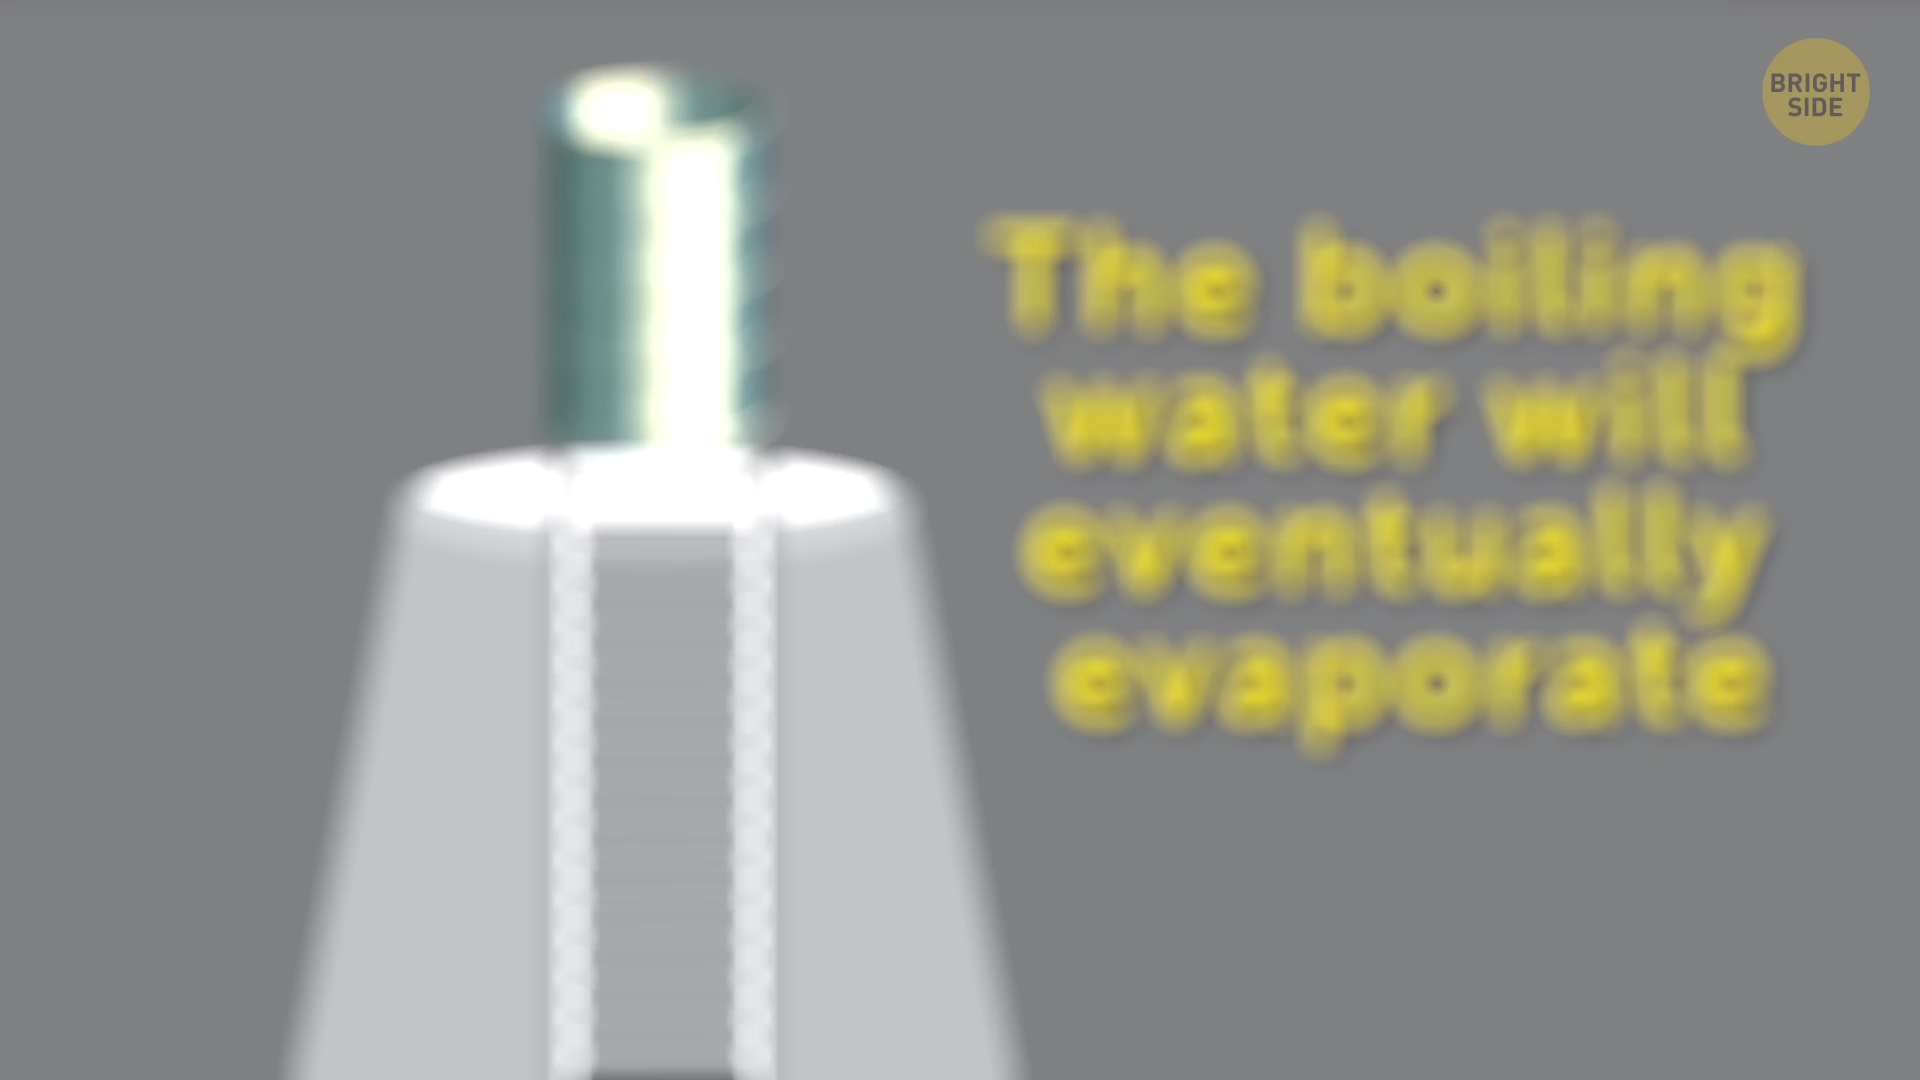 BRIGHT
SIDE
The boiling
water will
eventually
evaporate